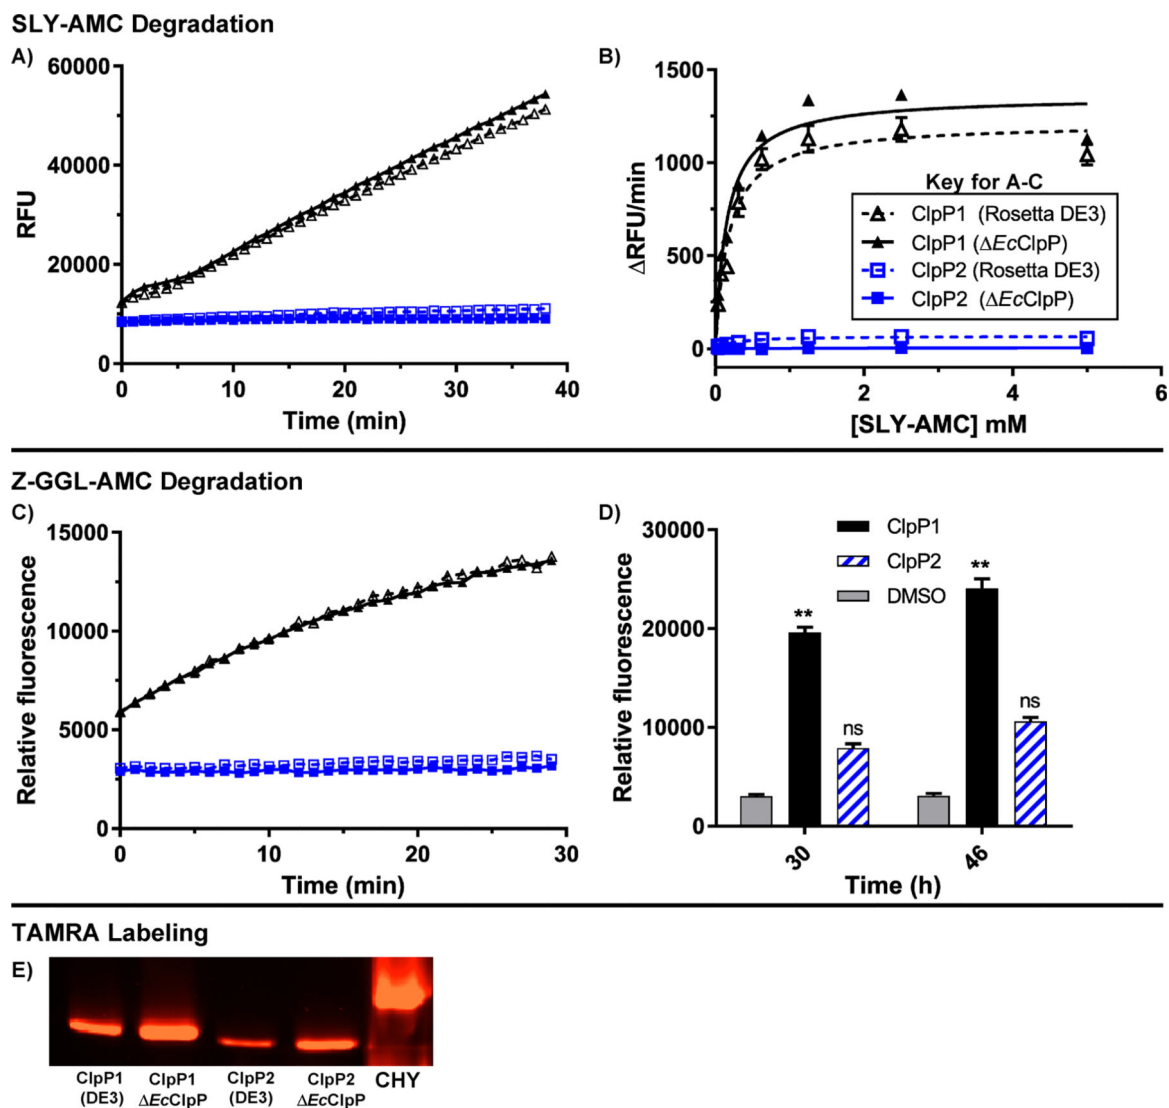 SLY-AMC Degradation
A)
60000
40000
20000
0
RFU
0 10 20 30 40
Time (min)
B)
1500
1000
500
0
ΔRFU/min
Key for A-C
ClpP1 (Rosetta DE3)
ClpP1 (ΔEcClpP)
ClpP2 (Rosetta DE3)
ClpP2 (ΔEcClpP)
0 2 4 6
[SLY-AMC] mM
Z-GGL-AMC Degradation
C)
15000
10000
5000
0
Relative fluorescence
0 10 20 30
Time (min)
D)
30000
20000
10000
0
Relative fluorescence
ClpP1
ClpP2
DMSO
**
ns
**
ns
30 46
Time (h)
TAMRA Labeling
E)
ClpP1 ClpP1 ClpP2 ClpP2 CHY
(DE3) ΔEcClpP (DE3) ΔEcClpP